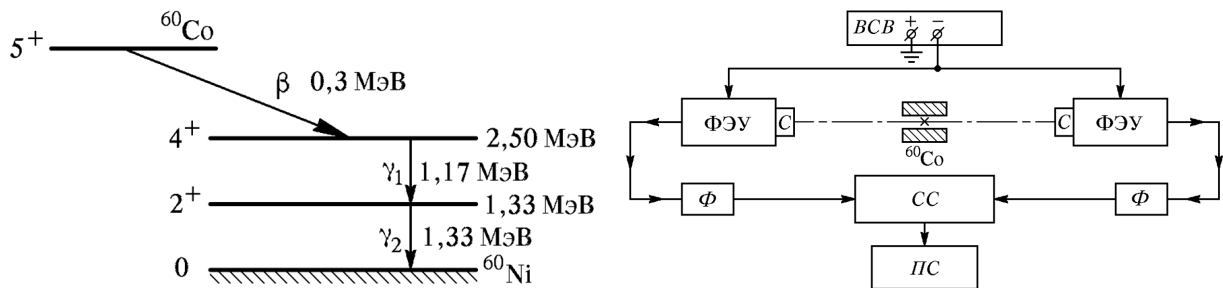 5⁺
⁶⁰Co
β 0,3 МэВ
4⁺
2,50 МэВ
γ₁ 1,17 МэВ
2⁺
1,33 МэВ
γ₂ 1,33 МэВ
0
⁶⁰Ni
ВСВ + −
ФЭУ С
С ФЭУ
⁶⁰Co
Ф
СС
Ф
ПС